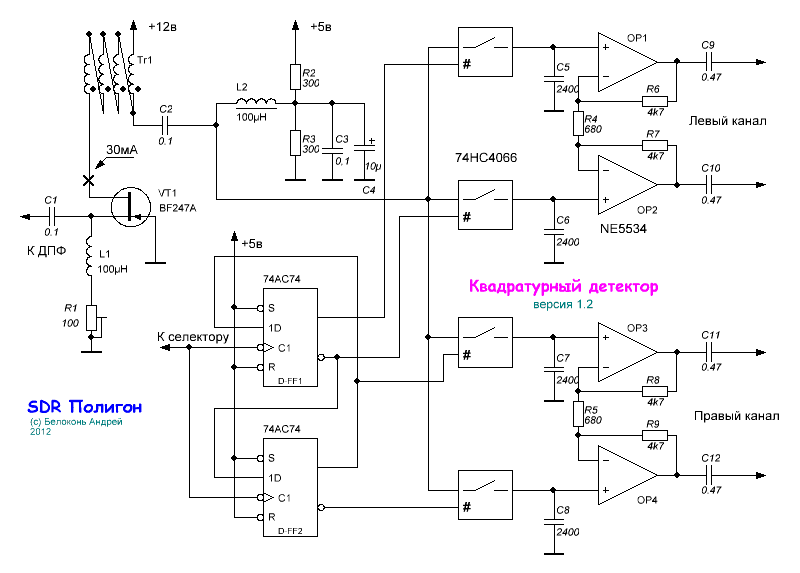 +12в
+5в
Tr1
R2
300
L2
100μH
C2
0.1
R3
300
C3
0,1
10μ
C4
30мА
VT1
BF247A
C1
0.1
К ДПФ
L1
100μH
R1
100
#
OP1
C5
2400
R4
680
R6
4k7
R7
4k7
C9
0.47
Левый канал
74HC4066
#
C6
2400
OP2
NE5534
C10
0.47
+5в
74AC74
S
1D
C1
R
D-FF1
К селектору
Квадратурный детектор
версия 1.2
#
C7
2400
OP3
R5
680
R8
4k7
R9
4k7
C11
0.47
Правый канал
SDR Полигон
(с) Белоконь Андрей
2012
74AC74
S
1D
C1
R
D-FF2
#
C8
2400
OP4
C12
0.47